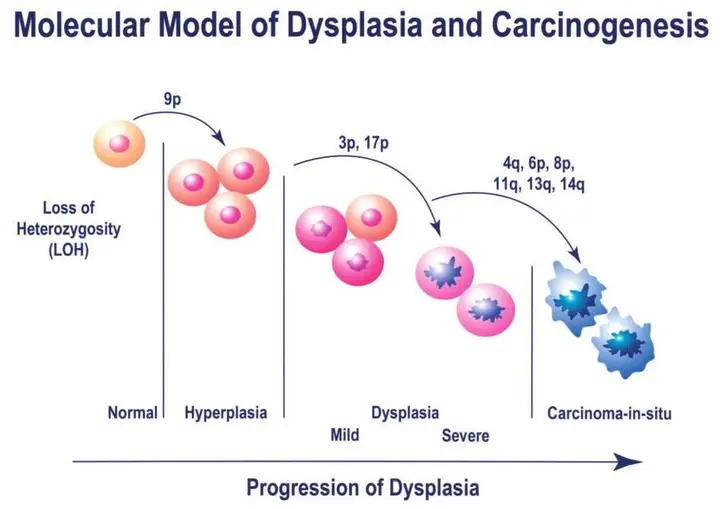 Molecular Model of Dysplasia and Carcinogenesis
9p
3p, 17p
4q, 6p, 8p,
11q, 13q, 14q
Loss of
Heterozygosity
(LOH)
Normal
Hyperplasia
Dysplasia
Carcinoma-in-situ
Mild
Severe
Progression of Dysplasia